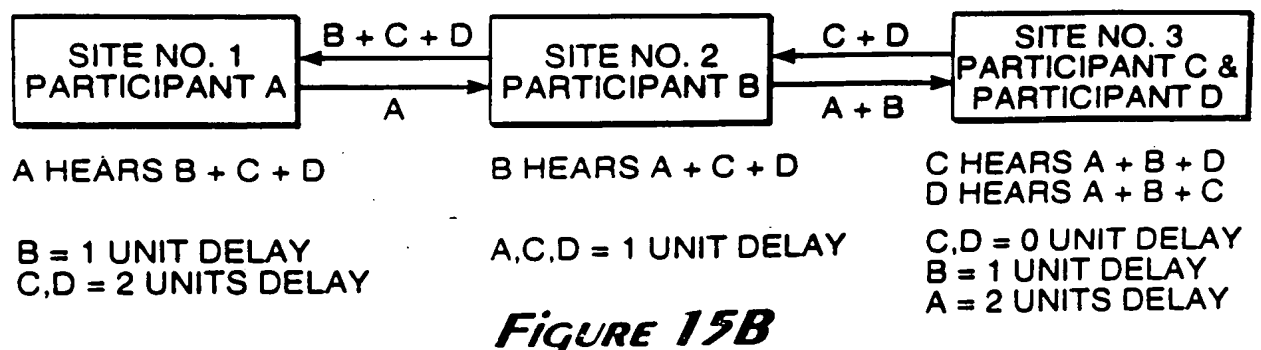 SITE NO. 1
PARTICIPANT A
B + C + D
A
SITE NO. 2
PARTICIPANT B
C + D
A + B
SITE NO. 3
PARTICIPANT C &
PARTICIPANT D
A HEARS B + C + D
B = 1 UNIT DELAY
C,D = 2 UNITS DELAY
B HEARS A + C + D
A,C,D = 1 UNIT DELAY
C HEARS A + B + D
D HEARS A + B + C
C,D = 0 UNIT DELAY
B = 1 UNIT DELAY
A = 2 UNITS DELAY
FIGURE 15B